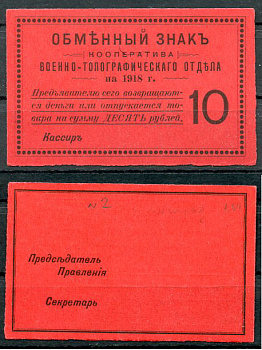 ОБМѢННЫЙ ЗНАКЪ
КООПЕРАТИВА
ВОЕННО-ТОПОГРАФИЧЕСКАГО ОТДѢЛА
на 1918 г.
Предъявителю сего возвращают-
ся деньги или отпускается то-
вара на сумму ДЕСЯТЬ рублей.
10
Кассиръ
Предсѣдатель
Правленія
Секретарь